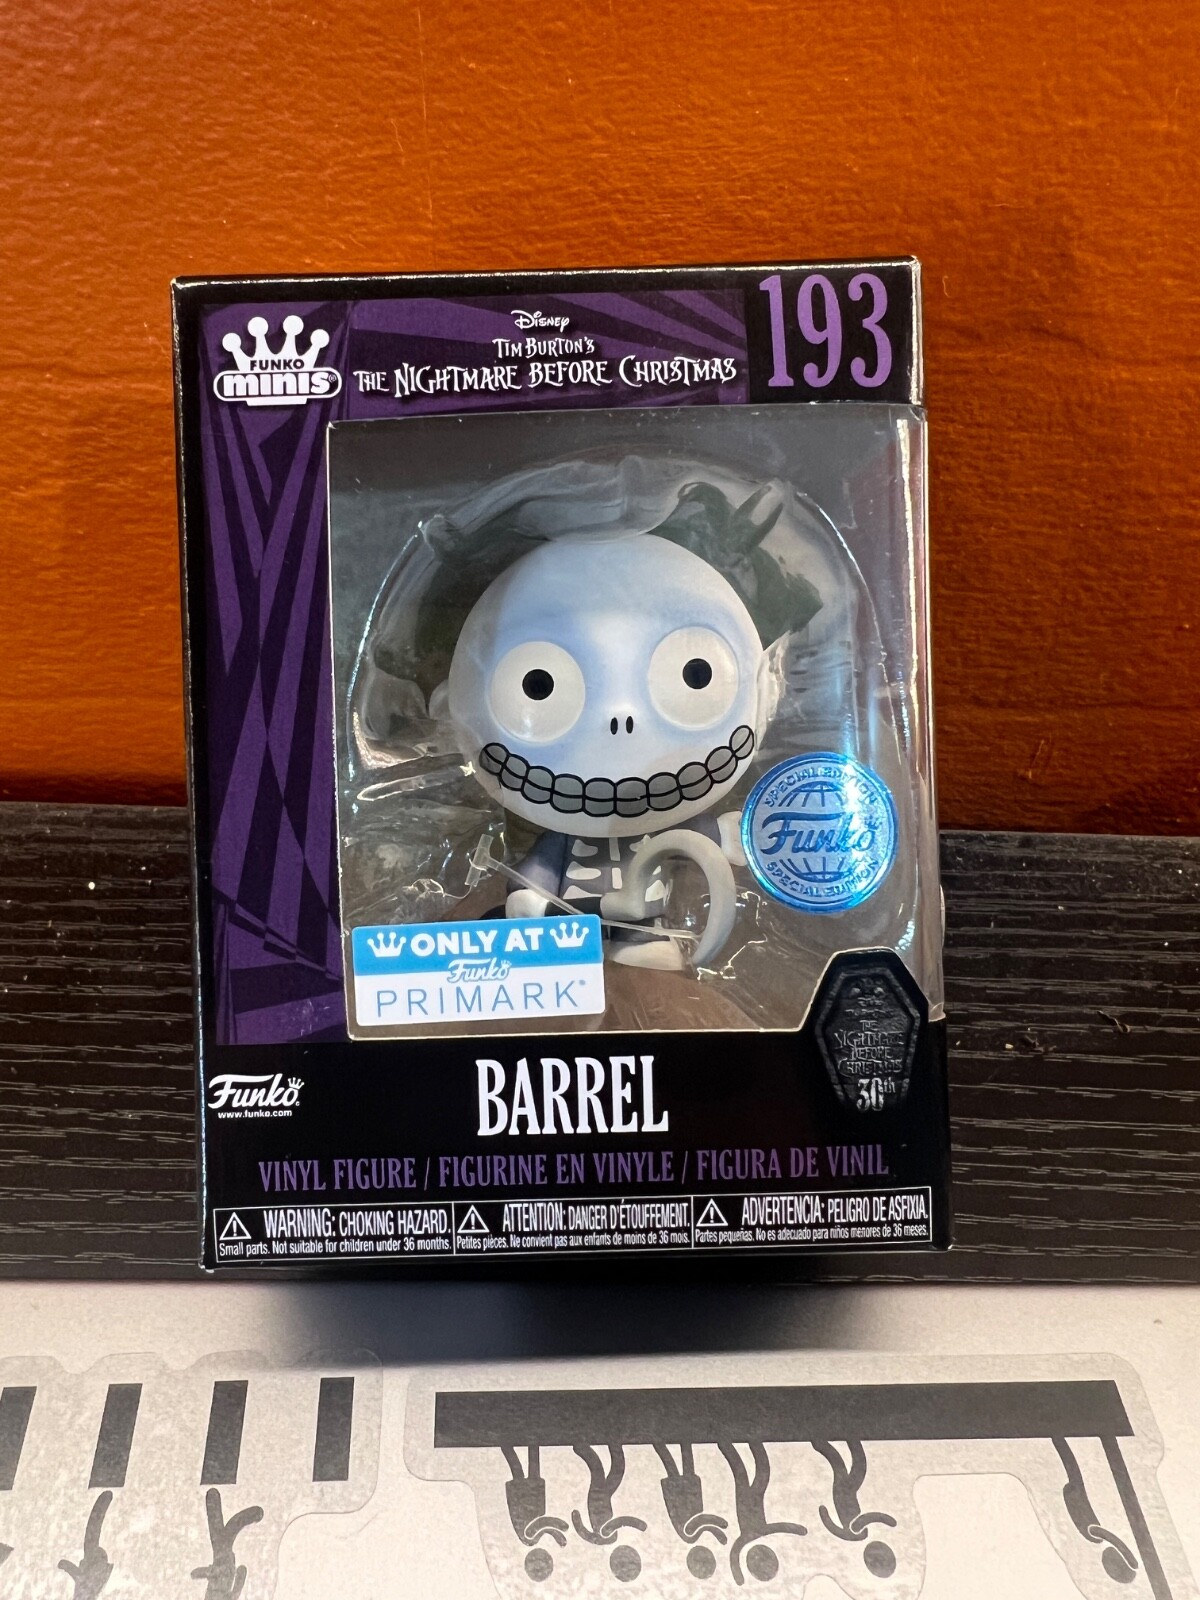 193
Disney
TIM BURTON'S
THE NIGHTMARE BEFORE CHRISTMAS
FUNKO
minis®
SPECIAL EDITION
Funko
SPECIAL EDITION
ONLY AT
Funko
PRIMARK®
THE
NIGHTMARE
BEFORE
CHRISTMAS
30th
BARREL
Funko
www.funko.com
VINYL FIGURE / FIGURINE EN VINYLE / FIGURA DE VINIL
WARNING: CHOKING HAZARD.
Small parts. Not suitable for children under 36 months.
ATTENTION: DANGER D'ÉTOUFFEMENT.
Petites pièces. Ne convient pas aux enfants de moins de 36 mois.
ADVERTENCIA: PELIGRO DE ASFIXIA.
Partes pequeñas. No es adecuado para niños menores de 36 meses.